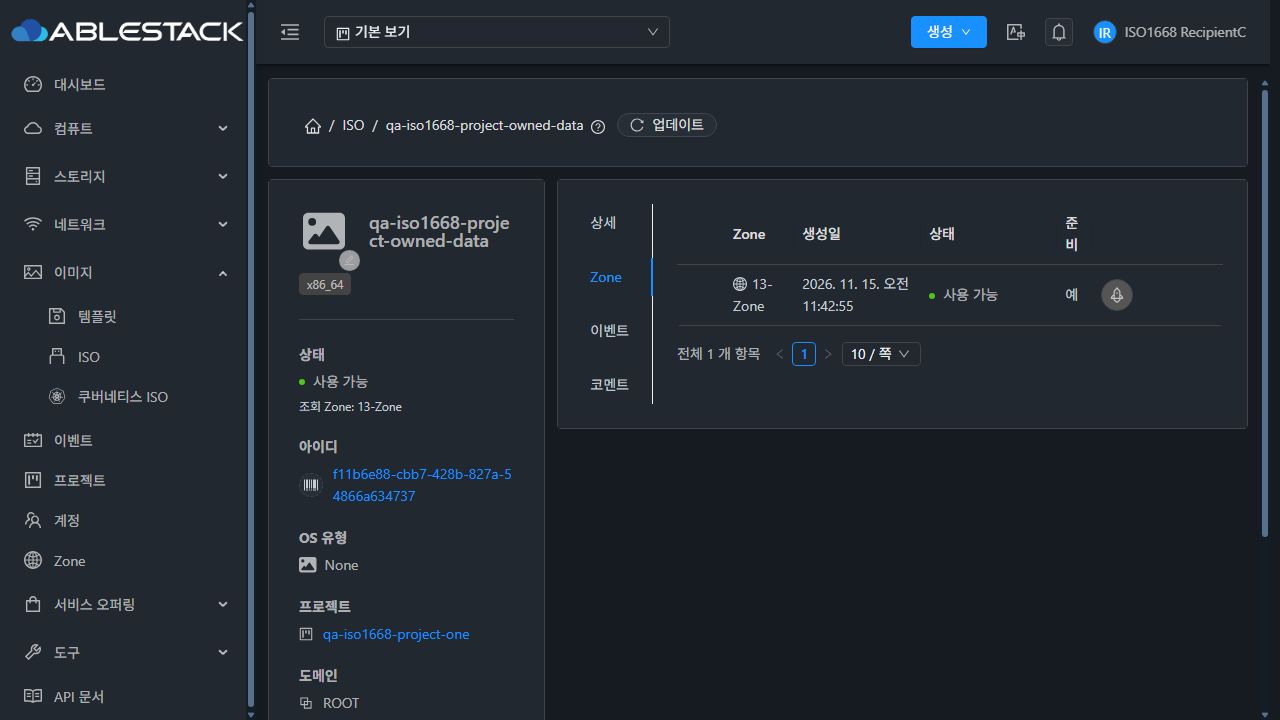 ABLESTACK
기본 보기
생성
IR
ISO1668 RecipientC
대시보드
컴퓨트
스토리지
네트워크
이미지
템플릿
ISO
쿠버네티스 ISO
이벤트
프로젝트
계정
Zone
서비스 오퍼링
도구
API 문서
/ ISO / qa-iso1668-project-owned-data
업데이트
qa-iso1668-proje
ct-owned-data
x86_64
상태
사용 가능
조회 Zone: 13-Zone
아이디
f11b6e88-cbb7-428b-827a-5
4866a634737
OS 유형
None
프로젝트
qa-iso1668-project-one
도메인
ROOT
상세
Zone
이벤트
코멘트
Zone 생성일 상태 준
비
13-
Zone
2026. 11. 15. 오전
11:42:55
사용 가능
예
전체 1 개 항목 < 1 > 10 / 쪽